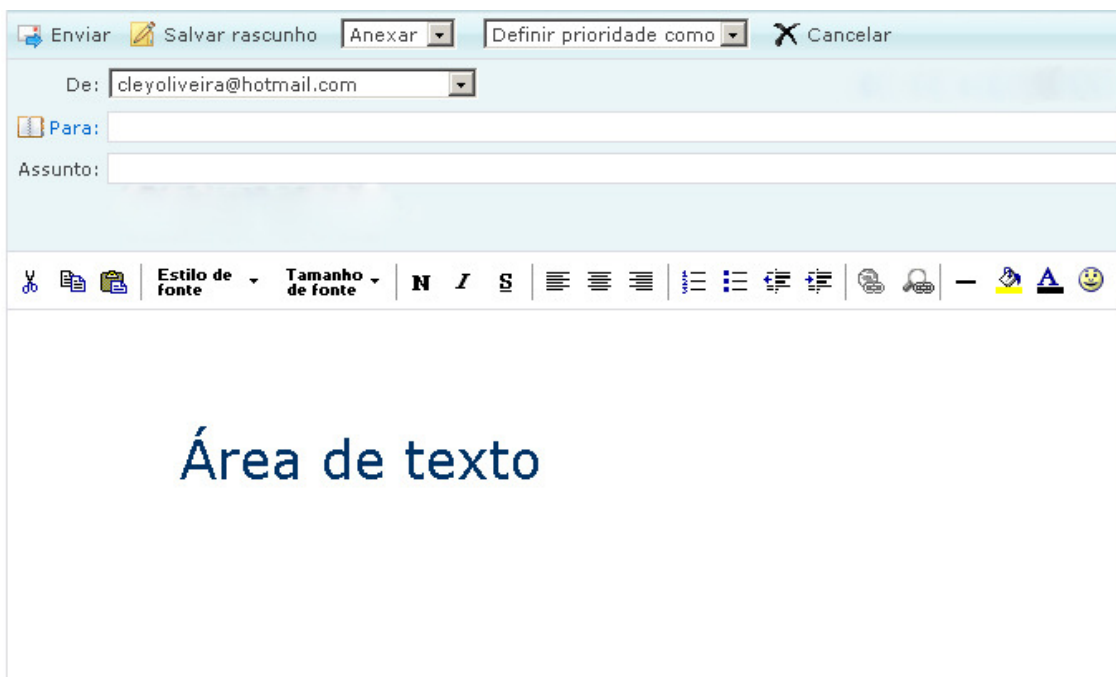 Enviar Salvar rascunho Anexar Definir prioridade como Cancelar
De: cleyoliveira@hotmail.com
Para:
Assunto:
Estilo de fonte Tamanho de fonte N I S A
Área de texto